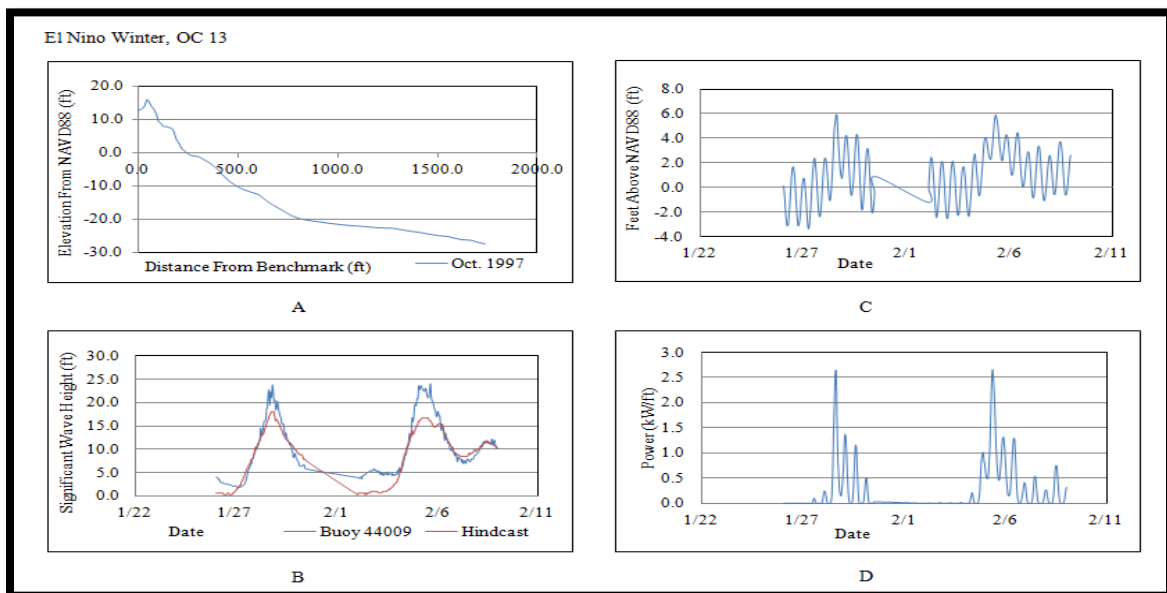 El Nino Winter, OC 13
Elevation From NAVD88 (ft)
20.0
10.0
0.0
-10.0
-20.0
-30.0
0.0 500.0 1000.0 1500.0 2000.0
Distance From Benchmark (ft)
Oct. 1997
A
Feet Above NAVD88 (ft)
8.0
6.0
4.0
2.0
0.0
-2.0
-4.0
1/22 1/27 2/1 2/6 2/11
Date
C
Significant Wave Height (ft)
30.0
25.0
20.0
15.0
10.0
5.0
0.0
1/22 1/27 2/1 2/6 2/11
Date
Buoy 44009
Hindcast
B
Power (kW/ft)
3.0
2.5
2.0
1.5
1.0
0.5
0.0
1/22 1/27 2/1 2/6 2/11
Date
D